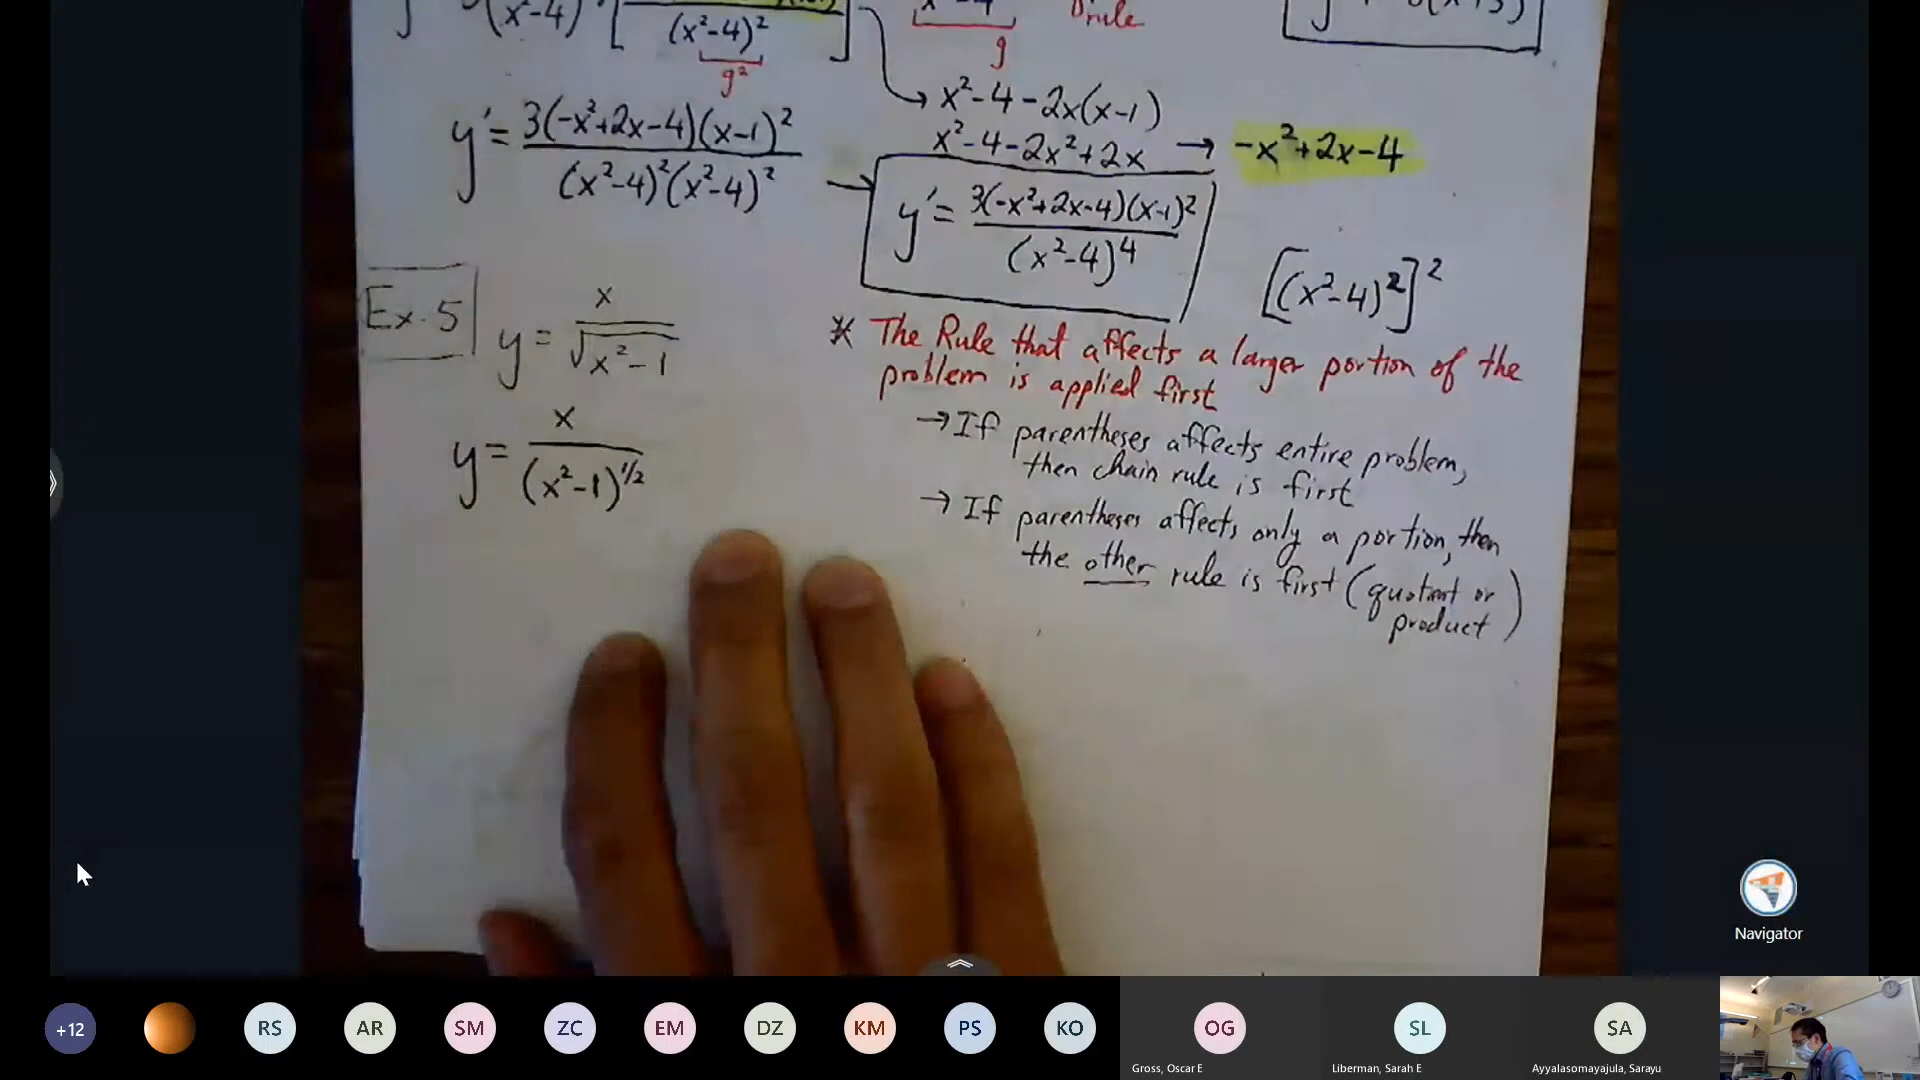 (x²-4)
(x²-4)²
g²
g
rule
y' = 3(-x²+2x-4)(x-1)² / (x²-4)²(x²-4)²
x²-4-2x(x-1)
x²-4-2x²+2x → -x²+2x-4
y' = 3(-x²+2x-4)(x-1)² / (x²-4)⁴
[(x²-4)²]²
Ex. 5
y = x / √x²-1
y = x / (x²-1)^1/2
* The Rule that affects a larger portion of the
problem is applied first
→ If parentheses affects entire problem,
then chain rule is first
→ If parentheses affects only a portion, then
the other rule is first (quotient or
product)
Navigator
+12
RS
AR
SM
ZC
EM
DZ
KM
PS
KO
OG
SL
SA
Gross, Oscar E
Liberman, Sarah E
Ayyalasomayajula, Sarayu